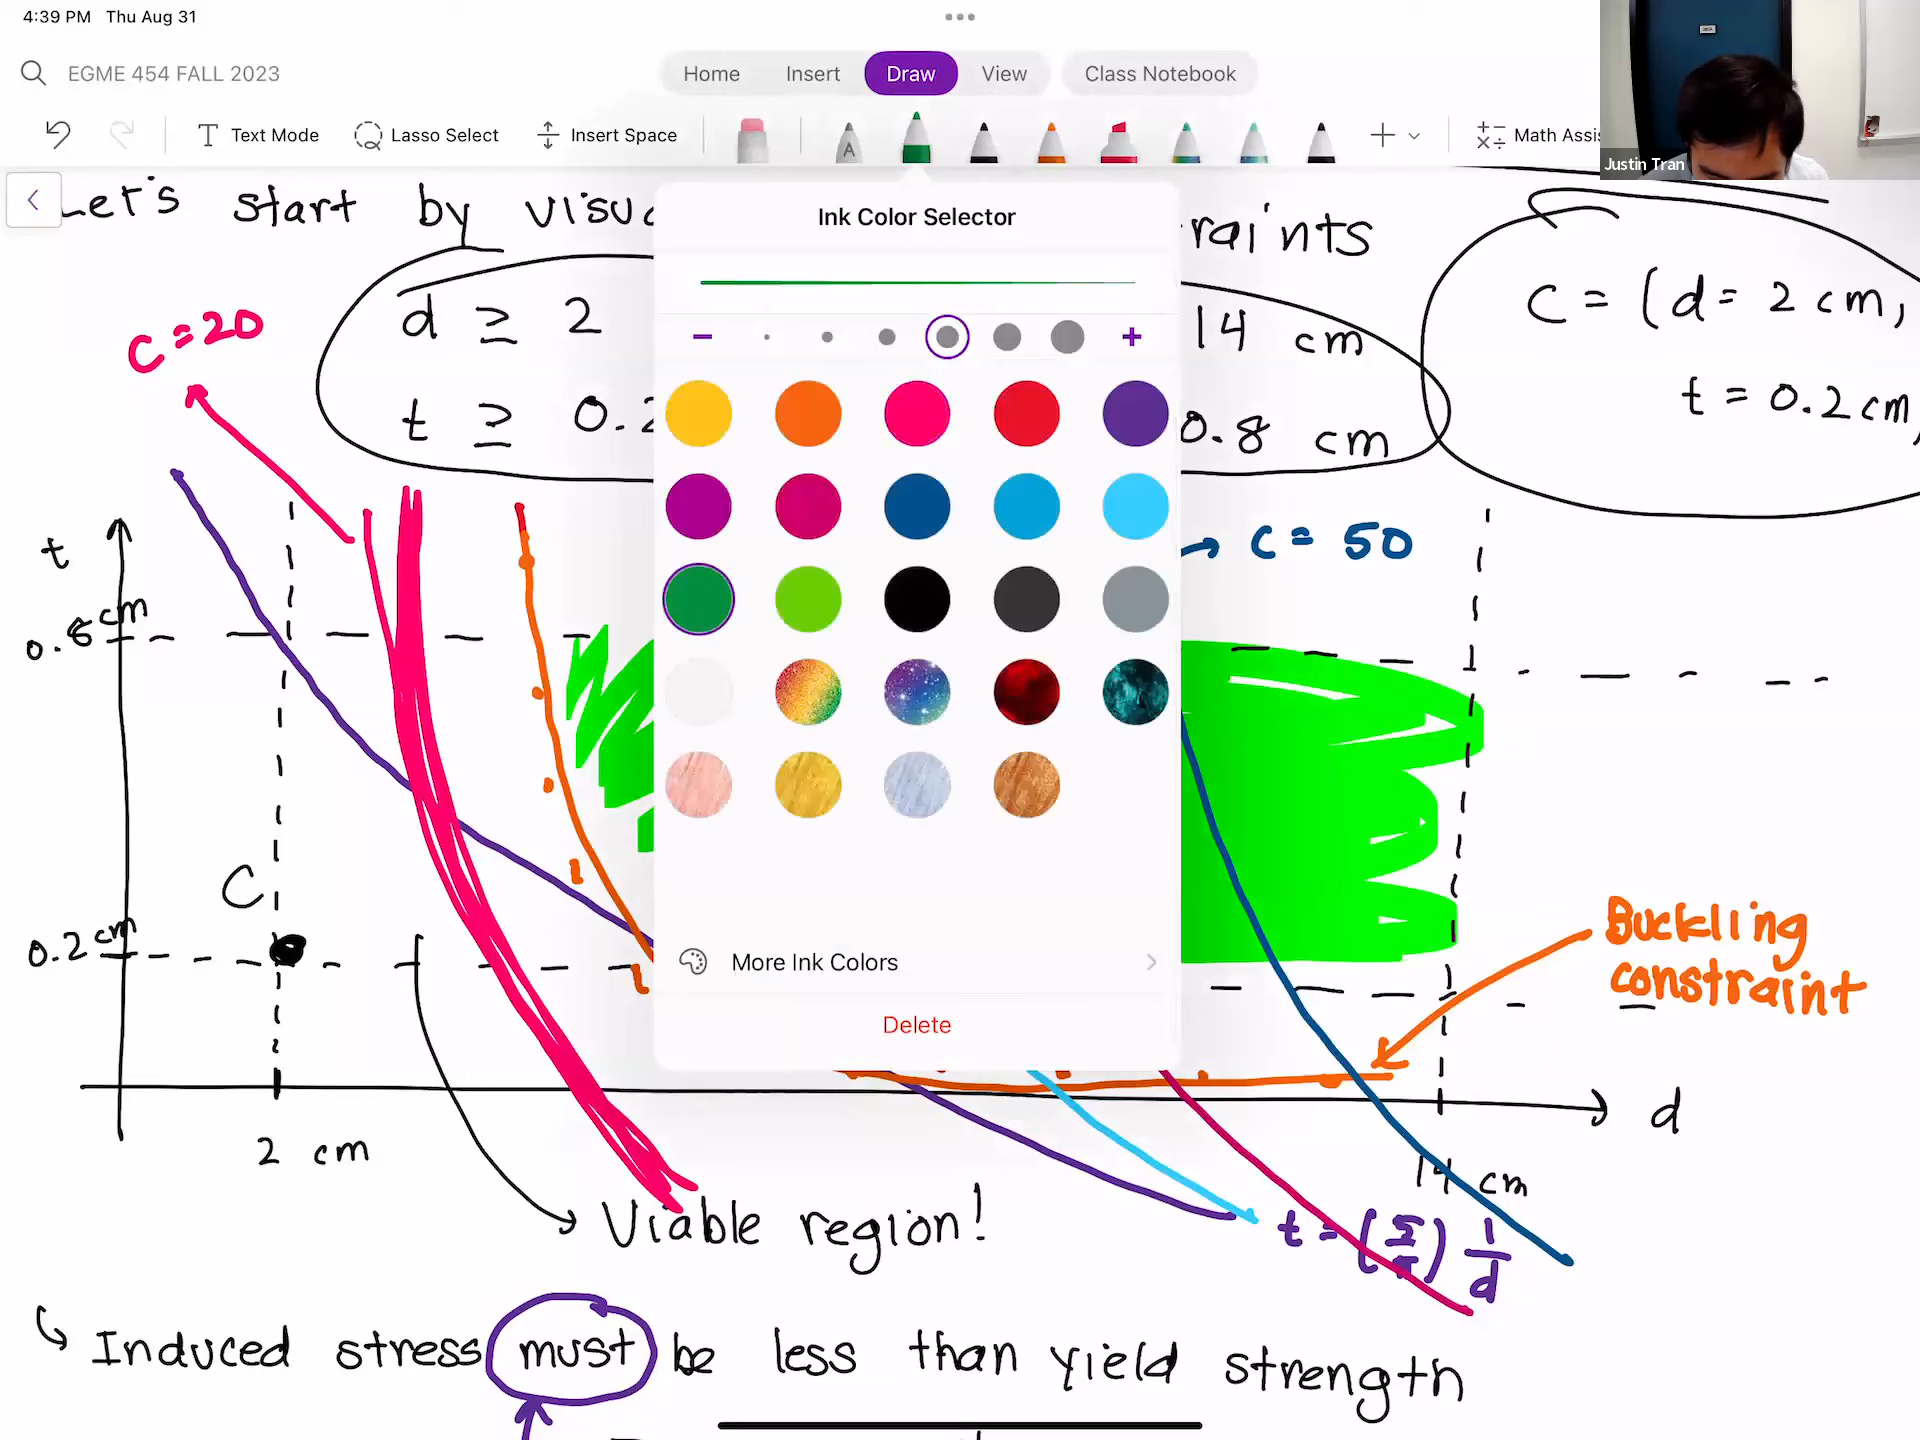 4:39 PM Thu Aug 31
EGME 454 FALL 2023
Home Insert Draw View Class Notebook
Text Mode Lasso Select Insert Space Math Assis
Justin Tran
Let's start by visu raints
Ink Color Selector
d ≥ 2 14 cm
t ≥ 0.2 0.8 cm
C = (d = 2 cm,
t = 0.2 cm,
C = 20
C = 50
t
0.8 cm
C
0.2 cm
Buckling
constraint
More Ink Colors
Delete
d
2 cm
14 cm
Viable region!
t = (5/π) 1/d
Induced stress must be less than yield strength